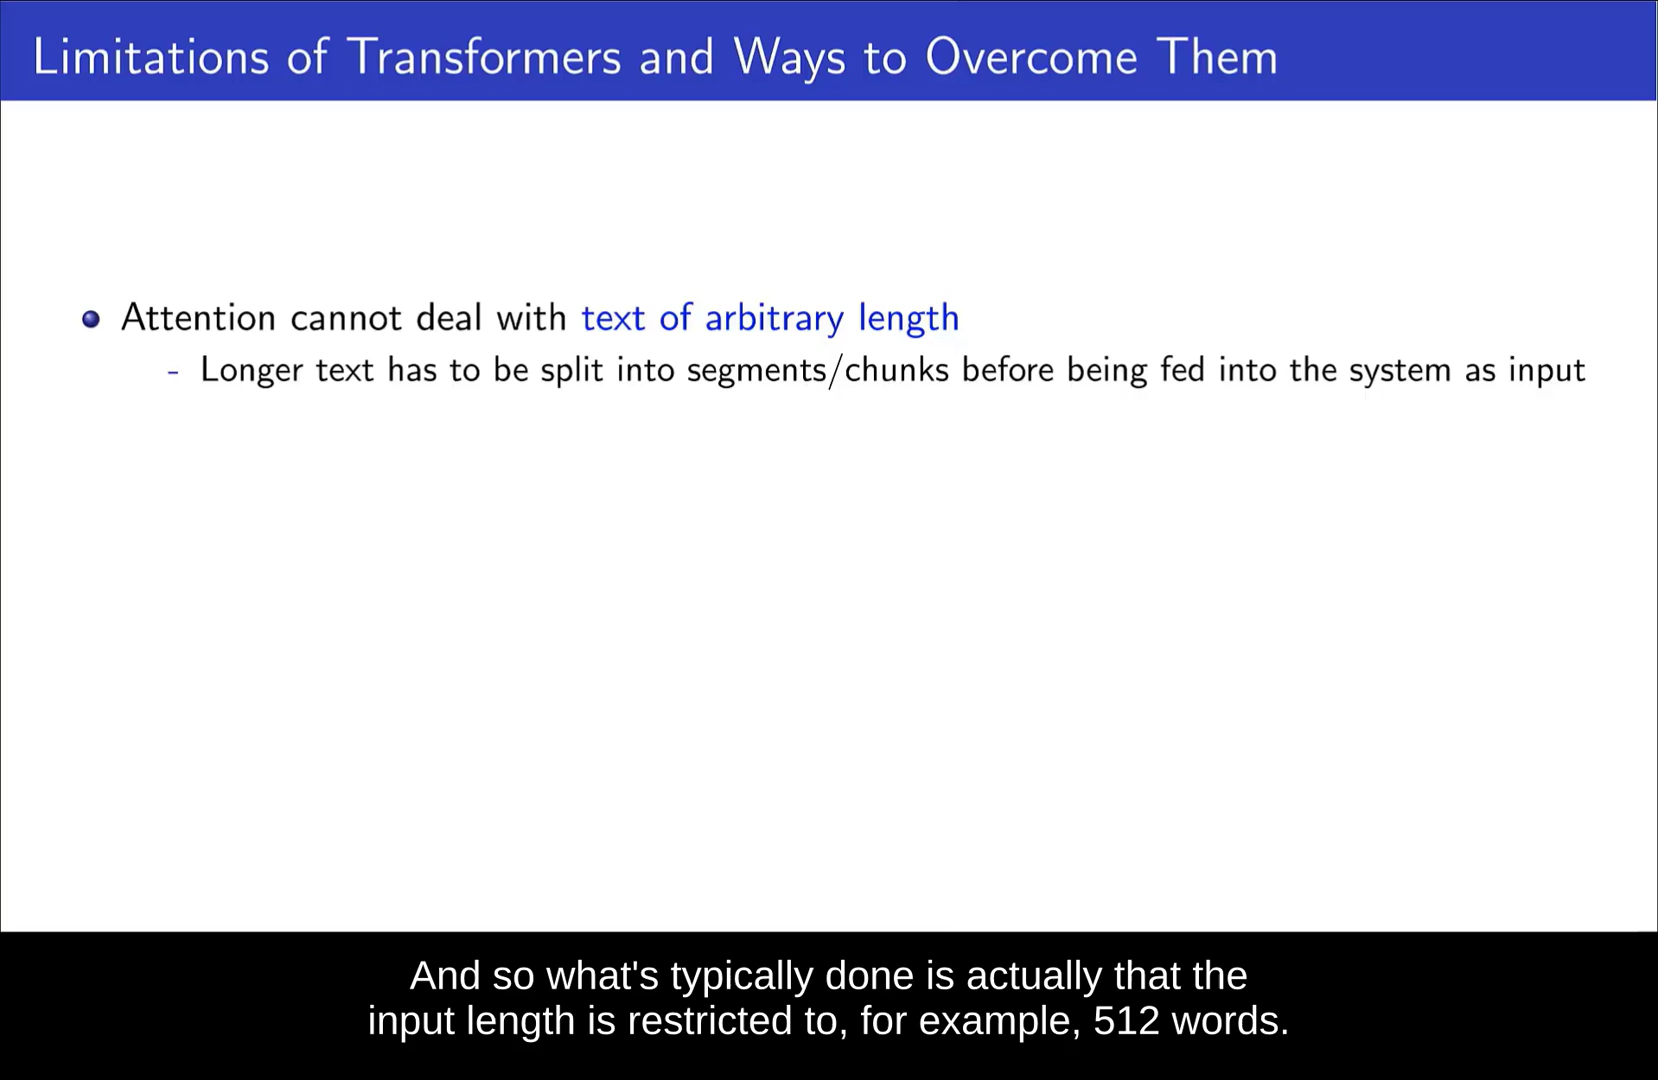 Limitations of Transformers and Ways to Overcome Them
Attention cannot deal with text of arbitrary length
- Longer text has to be split into segments/chunks before being fed into the system as input
And so what's typically done is actually that the
input length is restricted to, for example, 512 words.